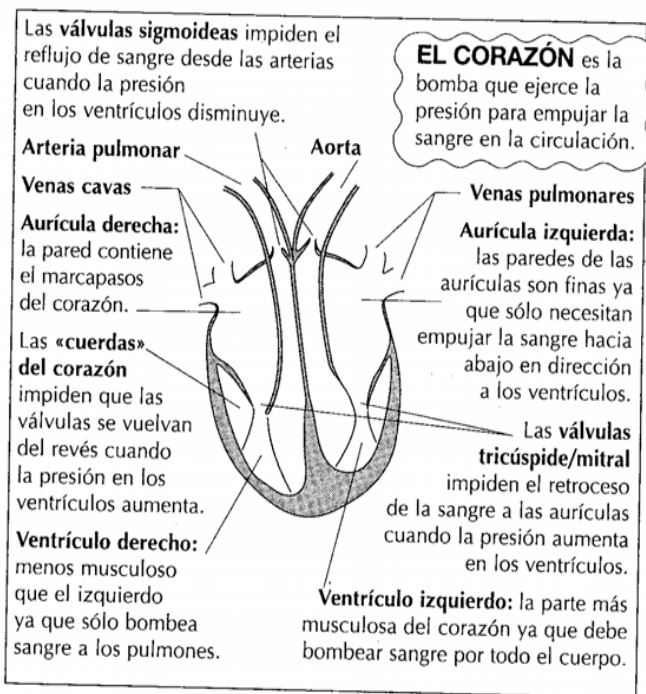 Las válvulas sigmoideas impiden el
reflujo de sangre desde las arterias
cuando la presión
en los ventrículos disminuye.
EL CORAZÓN es la
bomba que ejerce la
presión para empujar la
sangre en la circulación.
Arteria pulmonar
Aorta
Venas cavas
Venas pulmonares
Aurícula derecha:
la pared contiene
el marcapasos
del corazón.
Aurícula izquierda:
las paredes de las
aurículas son finas ya
que sólo necesitan
empujar la sangre hacia
abajo en dirección
a los ventrículos.
Las «cuerdas»
del corazón
impiden que las
válvulas se vuelvan
del revés cuando
la presión en los
ventrículos aumenta.
Las válvulas
tricúspide/mitral
impiden el retroceso
de la sangre a las aurículas
cuando la presión aumenta
en los ventrículos.
Ventrículo derecho:
menos musculoso
que el izquierdo
ya que sólo bombea
sangre a los pulmones.
Ventrículo izquierdo: la parte más
musculosa del corazón ya que debe
bombear sangre por todo el cuerpo.